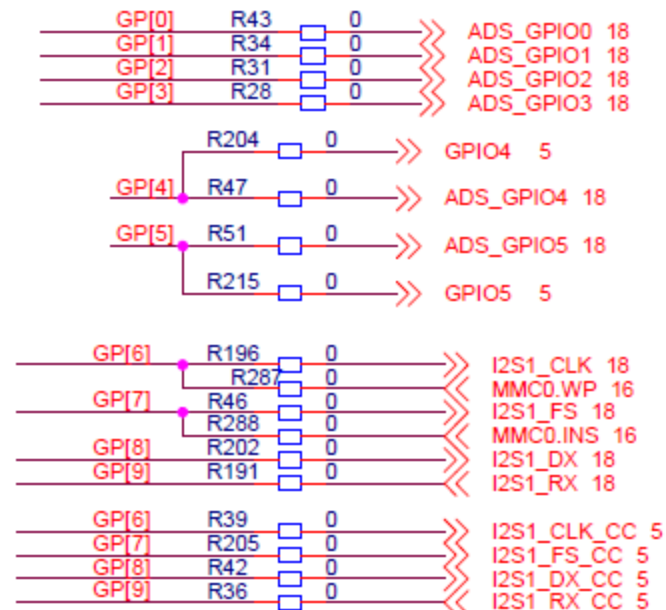 GP[0] R43 0 ADS_GPIO0 18
GP[1] R34 0 ADS_GPIO1 18
GP[2] R31 0 ADS_GPIO2 18
GP[3] R28 0 ADS_GPIO3 18
R204 0 GPIO4 5
GP[4] R47 0 ADS_GPIO4 18
GP[5] R51 0 ADS_GPIO5 18
R215 0 GPIO5 5
GP[6] R196 0 I2S1_CLK 18
R287 0 MMC0.WP 16
GP[7] R46 0 I2S1_FS 18
R288 0 MMC0.INS 16
GP[8] R202 0 I2S1_DX 18
GP[9] R191 0 I2S1_RX 18
GP[6] R39 0 I2S1_CLK_CC 5
GP[7] R205 0 I2S1_FS_CC 5
GP[8] R42 0 I2S1_DX_CC 5
GP[9] R36 0 I2S1_RX_CC 5